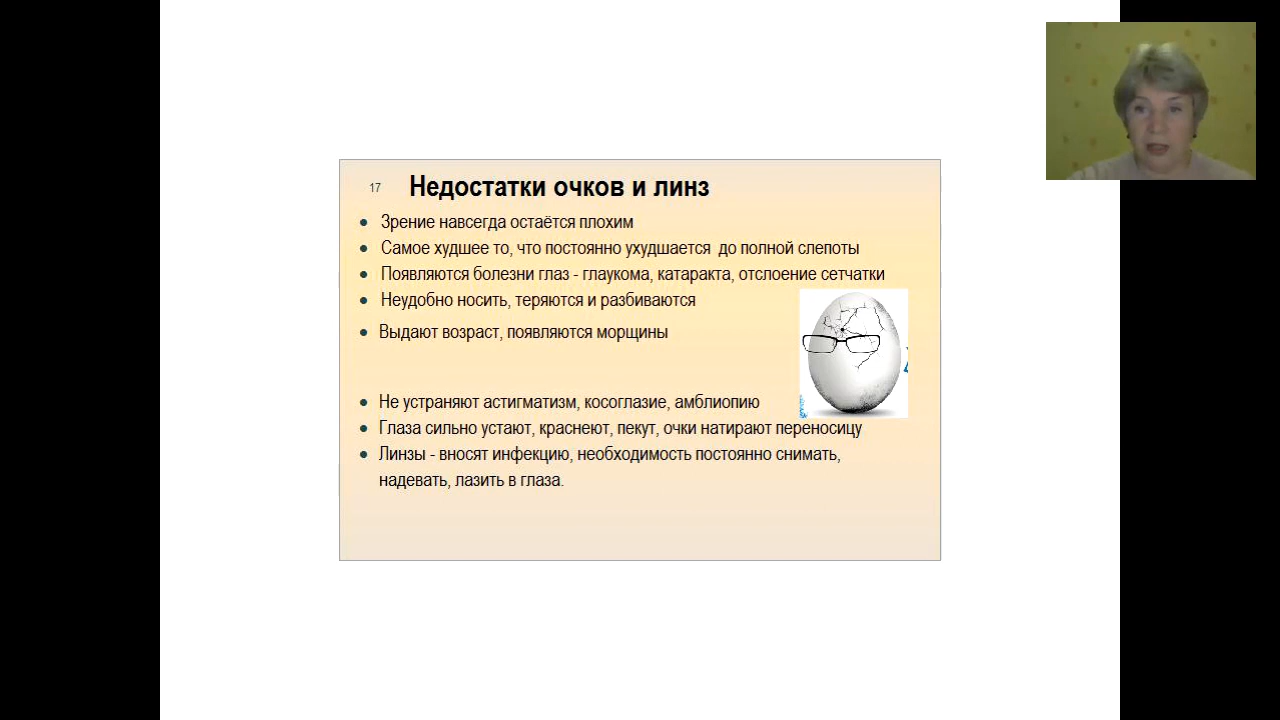 17 Недостатки очков и линз
Зрение навсегда остаётся плохим
Самое худшее то, что постоянно ухудшается до полной слепоты
Появляются болезни глаз - глаукома, катаракта, отслоение сетчатки
Неудобно носить, теряются и разбиваются
Выдают возраст, появляются морщины
Не устраняют астигматизм, косоглазие, амблиопию
Глаза сильно устают, краснеют, пекут, очки натирают переносицу
Линзы - вносят инфекцию, необходимость постоянно снимать,
надевать, лазить в глаза.